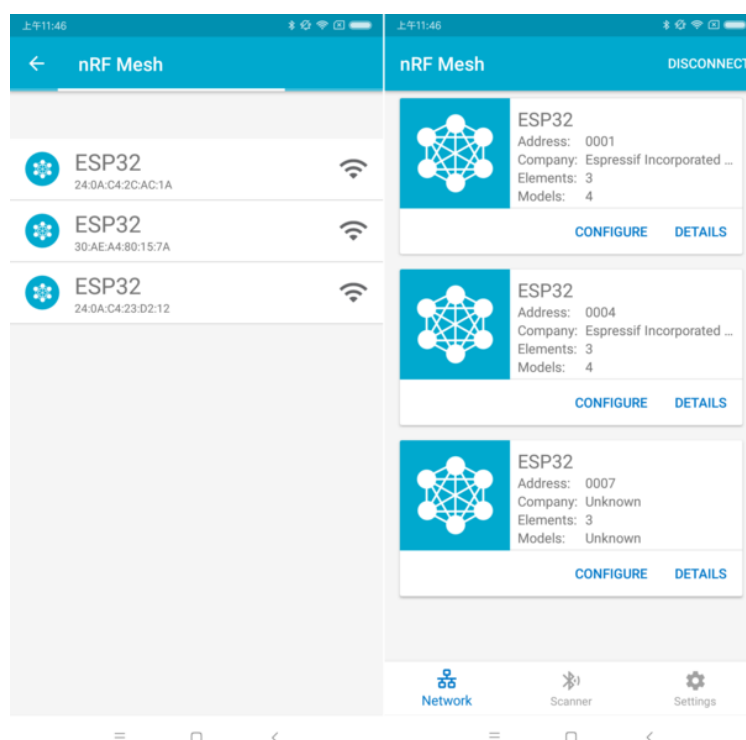 上午11:46
nRF Mesh
ESP32
24:0A:C4:2C:AC:1A
ESP32
30:AE:A4:80:15:7A
ESP32
24:0A:C4:23:D2:12
上午11:46
nRF Mesh DISCONNECT
ESP32
Address: 0001
Company: Espressif Incorporated ...
Elements: 3
Models: 4
CONFIGURE DETAILS
ESP32
Address: 0004
Company: Espressif Incorporated ...
Elements: 3
Models: 4
CONFIGURE DETAILS
ESP32
Address: 0007
Company: Unknown
Elements: 3
Models: Unknown
CONFIGURE DETAILS
Network Scanner Settings